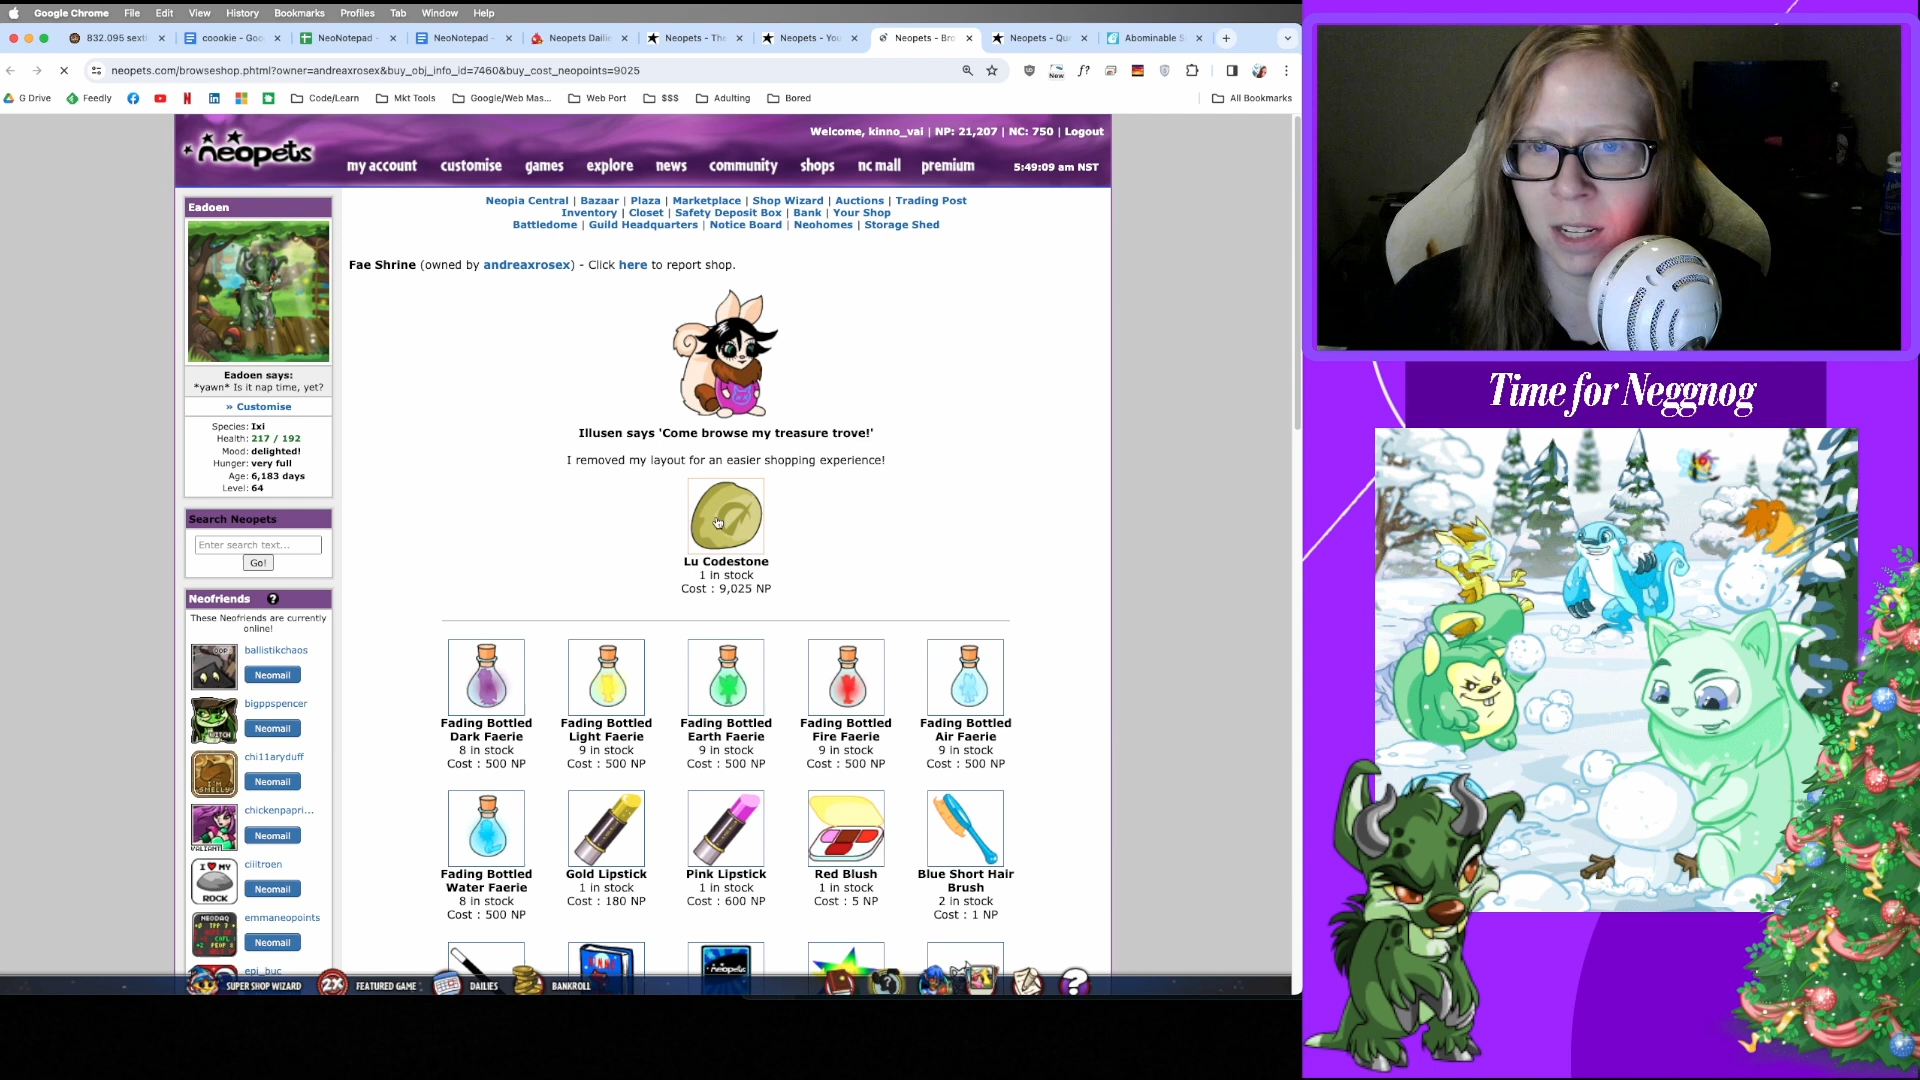 Google Chrome File Edit View History Bookmarks Profiles Tab Window Help
832.095 sext
coookie - Goo
NeoNotepad
NeoNotepad -
Neopets Dailie
Neopets - The
Neopets - You
Neopets - Bro
Neopets - Qu
Abominable S
neopets.com/browseshop.phtml?owner=andreaxrosex&buy_obj_info_id=7460&buy_cost_neopoints=9025
New
f?
G Drive Feedly Code/Learn Mkt Tools Google/Web Mas... Web Port $$$ Adulting Bored All Bookmarks
neopets
Welcome, kinno_vai | NP: 21,207 | NC: 750 | Logout
my account customise games explore news community shops nc mall premium
5:49:09 am NST
Eadoen
Eadoen says:
*yawn* Is it nap time, yet?
» Customise
Species: Ixi
Health: 217 / 192
Mood: delighted!
Hunger: very full
Age: 6,183 days
Level: 64
Search Neopets
Enter search text...
Go!
Neofriends ?
These Neofriends are currently
online!
ballistikchaos
Neomail
bigppspencer
WITCH
Neomail
chi11aryduff
I'M SMELLY
Neomail
chickenpapri...
VALIANT
Neomail
ciitroen
I ♥ MY
ROCK
Neomail
emmaneopoints
NEODAQ
Neomail
epi_buc
Neopia Central | Bazaar | Plaza | Marketplace | Shop Wizard | Auctions | Trading Post
Inventory | Closet | Safety Deposit Box | Bank | Your Shop
Battledome | Guild Headquarters | Notice Board | Neohomes | Storage Shed
Fae Shrine (owned by andreaxrosex) - Click here to report shop.
Illusen says 'Come browse my treasure trove!'
I removed my layout for an easier shopping experience!
Lu Codestone
1 in stock
Cost : 9,025 NP
Fading Bottled
Dark Faerie
8 in stock
Cost : 500 NP
Fading Bottled
Light Faerie
9 in stock
Cost : 500 NP
Fading Bottled
Earth Faerie
9 in stock
Cost : 500 NP
Fading Bottled
Fire Faerie
9 in stock
Cost : 500 NP
Fading Bottled
Air Faerie
9 in stock
Cost : 500 NP
Fading Bottled
Water Faerie
8 in stock
Cost : 500 NP
Gold Lipstick
1 in stock
Cost : 180 NP
Pink Lipstick
1 in stock
Cost : 600 NP
Red Blush
1 in stock
Cost : 5 NP
Blue Short Hair
Brush
2 in stock
Cost : 1 NP
neopets
SUPER SHOP WIZARD 2X FEATURED GAME DAILIES BANKROLL ?
Time for Neggnog